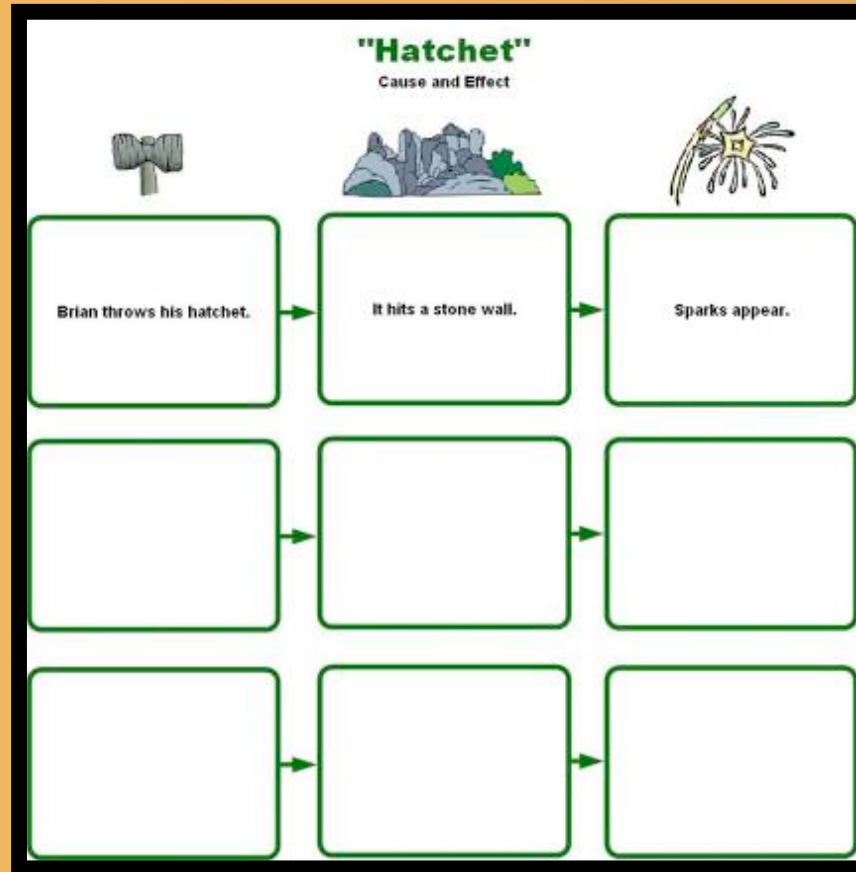 "Hatchet"
Cause and Effect
Brian throws his hatchet.
It hits a stone wall.
Sparks appear.